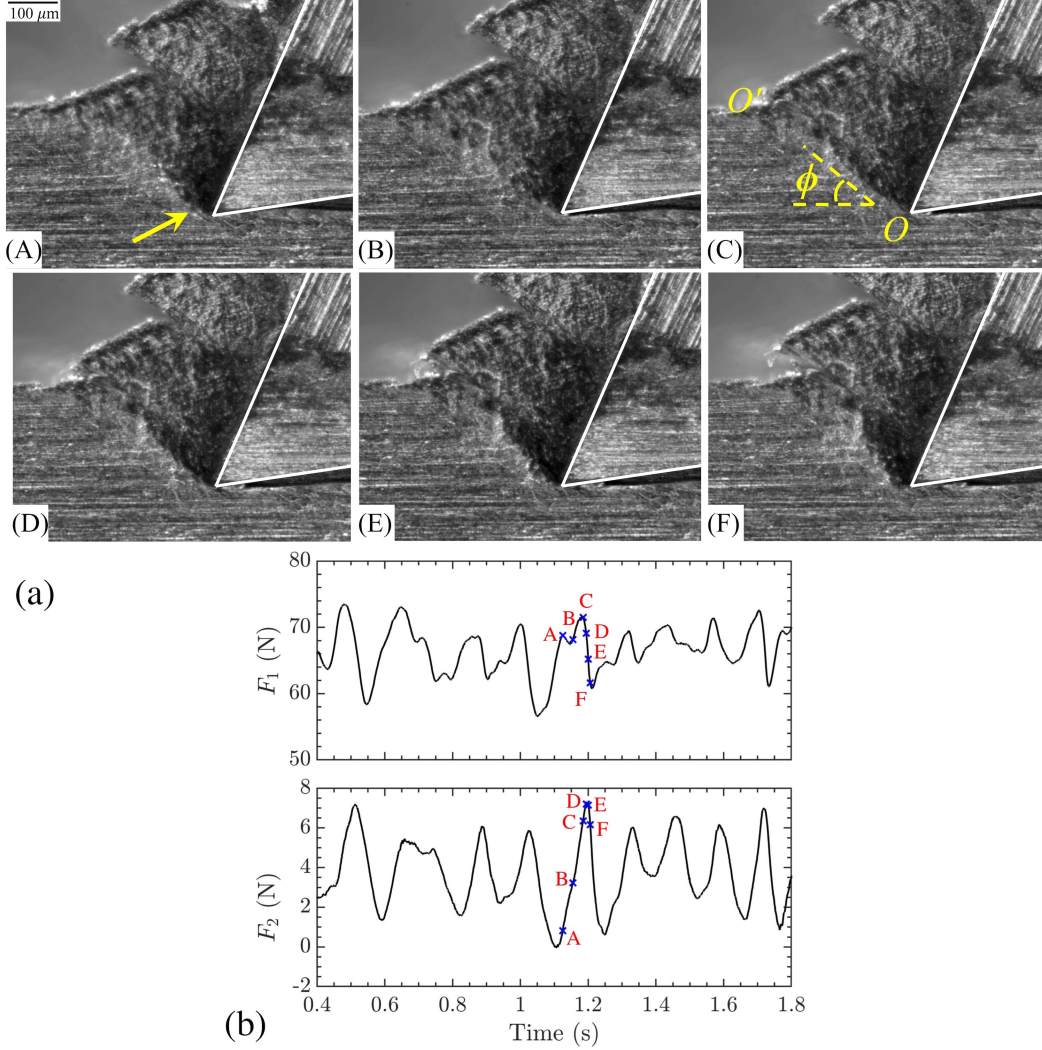 100 μm
O'
ϕ
O
(A)
(B)
(C)
(D)
(E)
(F)
(a)
80
70
60
50
F₁ (N)
A
B
C
D
E
F
8
6
4
2
0
-2
F₂ (N)
D
E
C
F
B
A
0.4 0.6 0.8 1 1.2 1.4 1.6 1.8
Time (s)
(b)